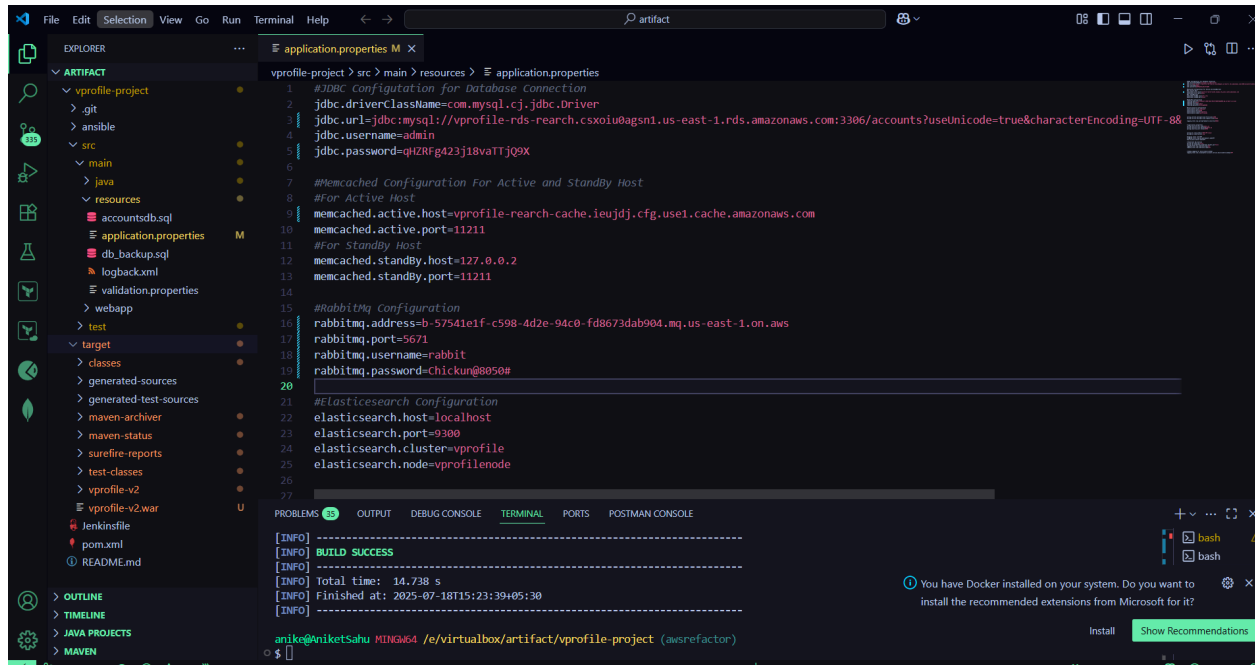 File Edit Selection View Go Run Terminal Help
artifact
EXPLORER
ARTIFACT
vprofile-project
.git
ansible
src
main
java
resources
accountsdb.sql
application.properties M
db_backup.sql
logback.xml
validation.properties
webapp
test
target
classes
generated-sources
generated-test-sources
maven-archiver
maven-status
surefire-reports
test-classes
vprofile-v2
vprofile-v2.war U
Jenkinsfile
pom.xml
README.md
OUTLINE
TIMELINE
JAVA PROJECTS
MAVEN
335
application.properties M
vprofile-project > src > main > resources > application.properties
1 #JDBC Configutation for Database Connection
2 jdbc.driverClassName=com.mysql.cj.jdbc.Driver
3 jdbc.url=jdbc:mysql://vprofile-rds-rearch.csxoiu0agsn1.us-east-1.rds.amazonaws.com:3306/accounts?useUnicode=true&characterEncoding=UTF-8&
4 jdbc.username=admin
5 jdbc.password=qHZRFg423j18vaTTjQ9X
6
7 #Memcached Configuration For Active and StandBy Host
8 #For Active Host
9 memcached.active.host=vprofile-rearch-cache.ieujdj.cfg.use1.cache.amazonaws.com
10 memcached.active.port=11211
11 #For StandBy Host
12 memcached.standBy.host=127.0.0.2
13 memcached.standBy.port=11211
14
15 #RabbitMq Configuration
16 rabbitmq.address=b-57541e1f-c598-4d2e-94c0-fd8673dab904.mq.us-east-1.on.aws
17 rabbitmq.port=5671
18 rabbitmq.username=rabbit
19 rabbitmq.password=Chickun@8050#
20
21 #Elasticesearch Configuration
22 elasticsearch.host=localhost
23 elasticsearch.port=9300
24 elasticsearch.cluster=vprofile
25 elasticsearch.node=vprofilenode
26
27
PROBLEMS 35 OUTPUT DEBUG CONSOLE TERMINAL PORTS POSTMAN CONSOLE
[INFO] ------------------------------------------------------------------------
[INFO] BUILD SUCCESS
[INFO] ------------------------------------------------------------------------
[INFO] Total time: 14.738 s
[INFO] Finished at: 2025-07-18T15:23:39+05:30
[INFO] ------------------------------------------------------------------------
anike@AniketSahu MINGW64 /e/virtualbox/artifact/vprofile-project (awsrefactor)
$
bash
bash
You have Docker installed on your system. Do you want to
install the recommended extensions from Microsoft for it?
Install Show Recommendations